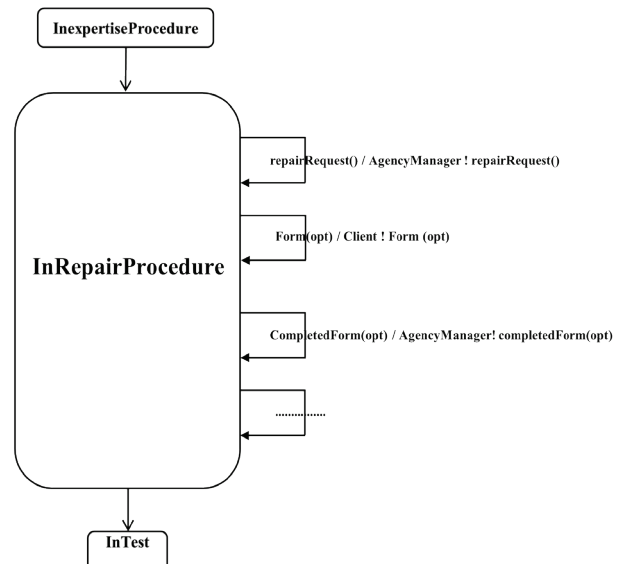 InexpertiseProcedure
repairRequest() / AgencyManager ! repairRequest()
Form(opt) / Client ! Form (opt)
InRepairProcedure
CompletedForm(opt) / AgencyManager! completedForm(opt)
................
InTest